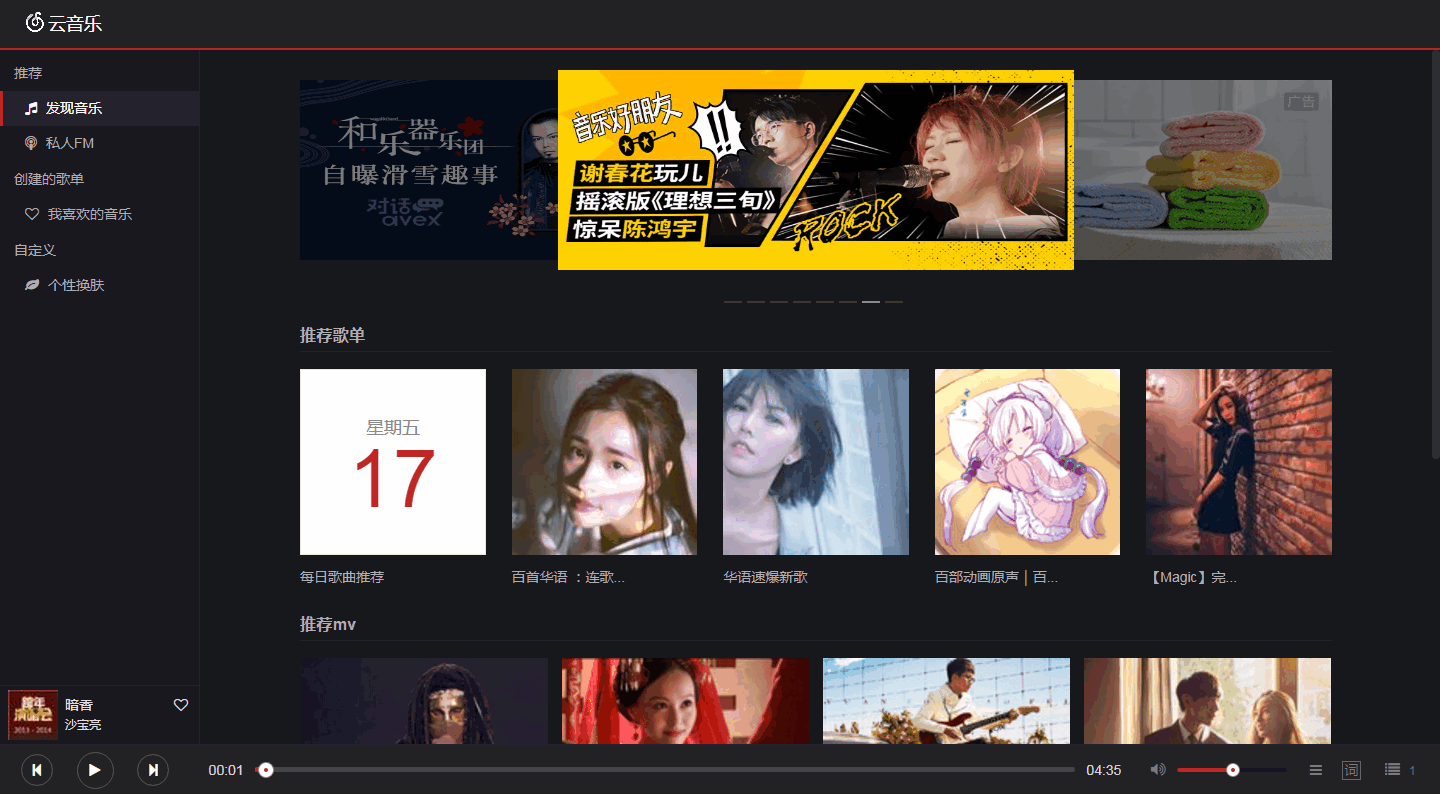 云音乐
推荐
发现音乐
私人FM
创建的歌单
我喜欢的音乐
自定义
个性换肤
和乐器乐团
自曝滑雪趣事
对话
avex
音乐好朋友
!!
谢春花玩儿
摇滚版《理想三旬》
惊呆陈鸿宇
ROCK
广告
推荐歌单
星期五
17
每日歌曲推荐
百首华语 ：连歌...
华语速爆新歌
百部动画原声│百...
【Magic】完...
推荐mv
跨年
演唱会
2013 - 2014
暗香
沙宝亮
00:01
04:35
词
1